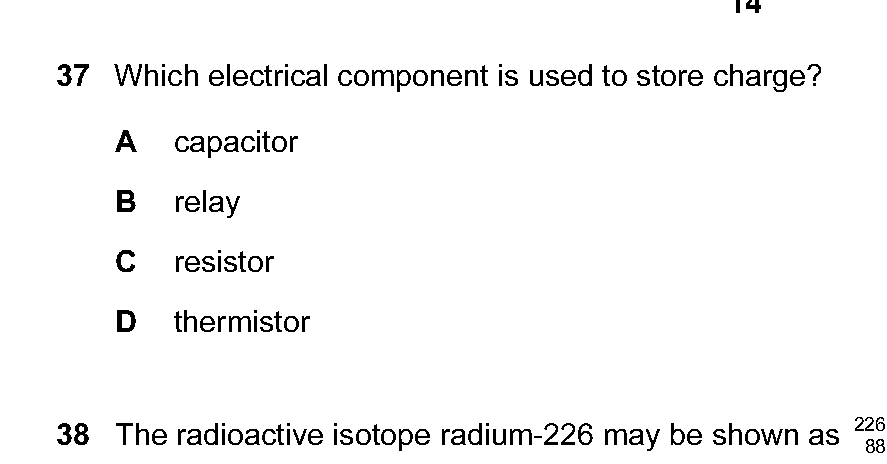 14
37 Which electrical component is used to store charge?
A capacitor
B relay
C resistor
D thermistor
38 The radioactive isotope radium-226 may be shown as 226 88